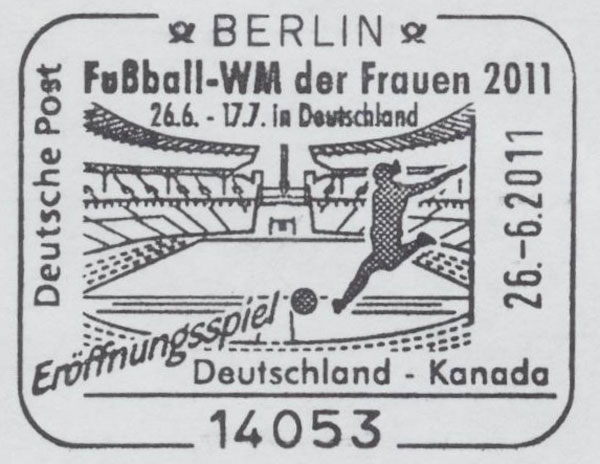 BERLIN
Fußball-WM der Frauen 2011
26.6. - 17.7. in Deutschland
Deutsche Post
26.-6.2011
Eröffnungsspiel
Deutschland - Kanada
14053